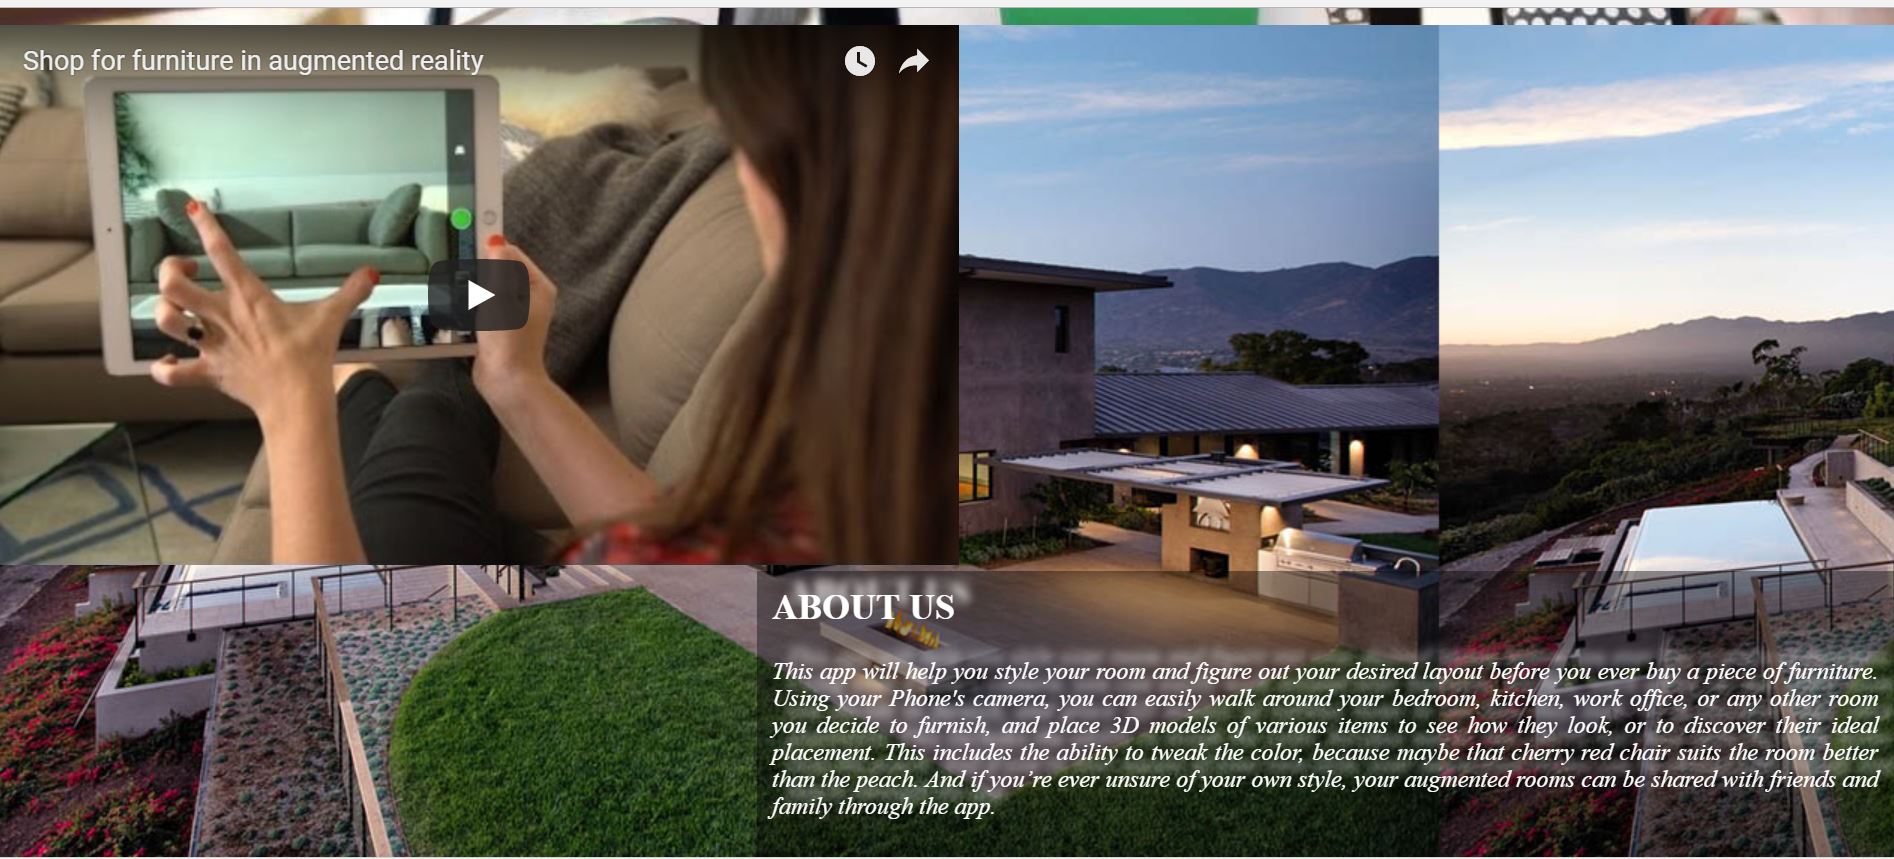 Shop for furniture in augmented reality
ABOUT US
This app will help you style your room and figure out your desired layout before you ever buy a piece of furniture.
Using your Phone's camera, you can easily walk around your bedroom, kitchen, work office, or any other room
you decide to furnish, and place 3D models of various items to see how they look, or to discover their ideal
placement. This includes the ability to tweak the color, because maybe that cherry red chair suits the room better
than the peach. And if you’re ever unsure of your own style, your augmented rooms can be shared with friends and
family through the app.